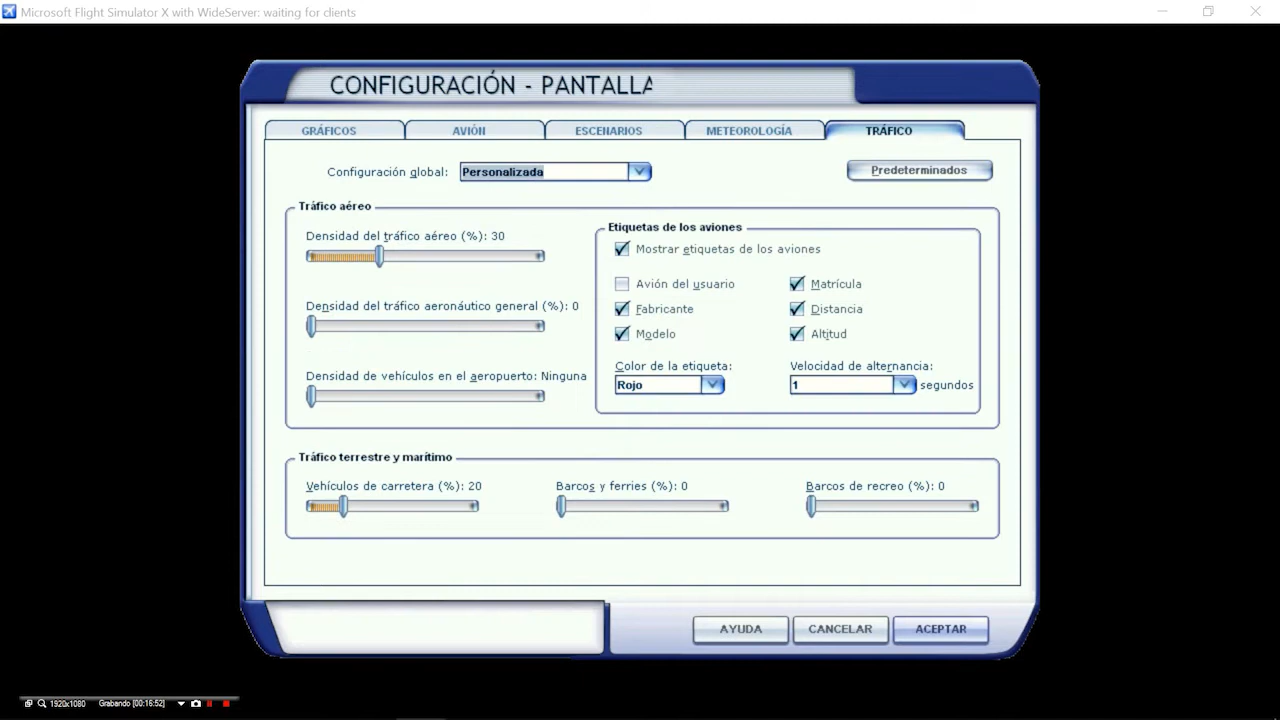 Microsoft Flight Simulator X with WideServer: waiting for clients
CONFIGURACIÓN - PANTALLA
GRÁFICOS
AVIÓN
ESCENARIOS
METEOROLOGÍA
TRÁFICO
Configuración global: Personalizada
Predeterminados
Tráfico aéreo
Densidad del tráfico aéreo (%): 30
Densidad del tráfico aeronáutico general (%): 0
Densidad de vehículos en el aeropuerto: Ninguna
Etiquetas de los aviones
Mostrar etiquetas de los aviones
Avión del usuario
Matrícula
Fabricante
Distancia
Modelo
Altitud
Color de la etiqueta:
Velocidad de alternancia:
Rojo
1 segundos
Tráfico terrestre y marítimo
Vehículos de carretera (%): 20
Barcos y ferries (%): 0
Barcos de recreo (%): 0
AYUDA
CANCELAR
ACEPTAR
1920x1080 Grabando [00:16:52]